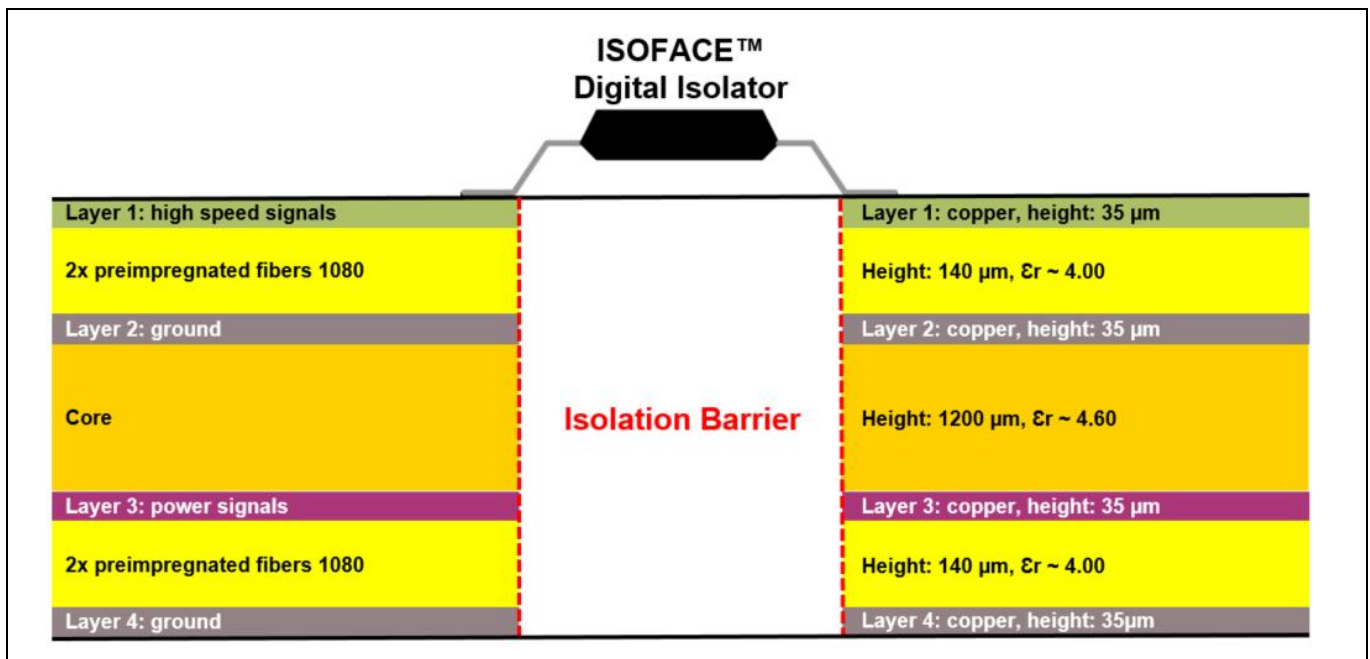 ISOFACE™
Digital Isolator
Layer 1: high speed signals
Layer 1: copper, height: 35 µm
2x preimpregnated fibers 1080
Height: 140 µm, Ɛr ~ 4.00
Layer 2: ground
Layer 2: copper, height: 35 µm
Core
Isolation Barrier
Height: 1200 µm, Ɛr ~ 4.60
Layer 3: power signals
Layer 3: copper, height: 35 µm
2x preimpregnated fibers 1080
Height: 140 µm, Ɛr ~ 4.00
Layer 4: ground
Layer 4: copper, height: 35µm